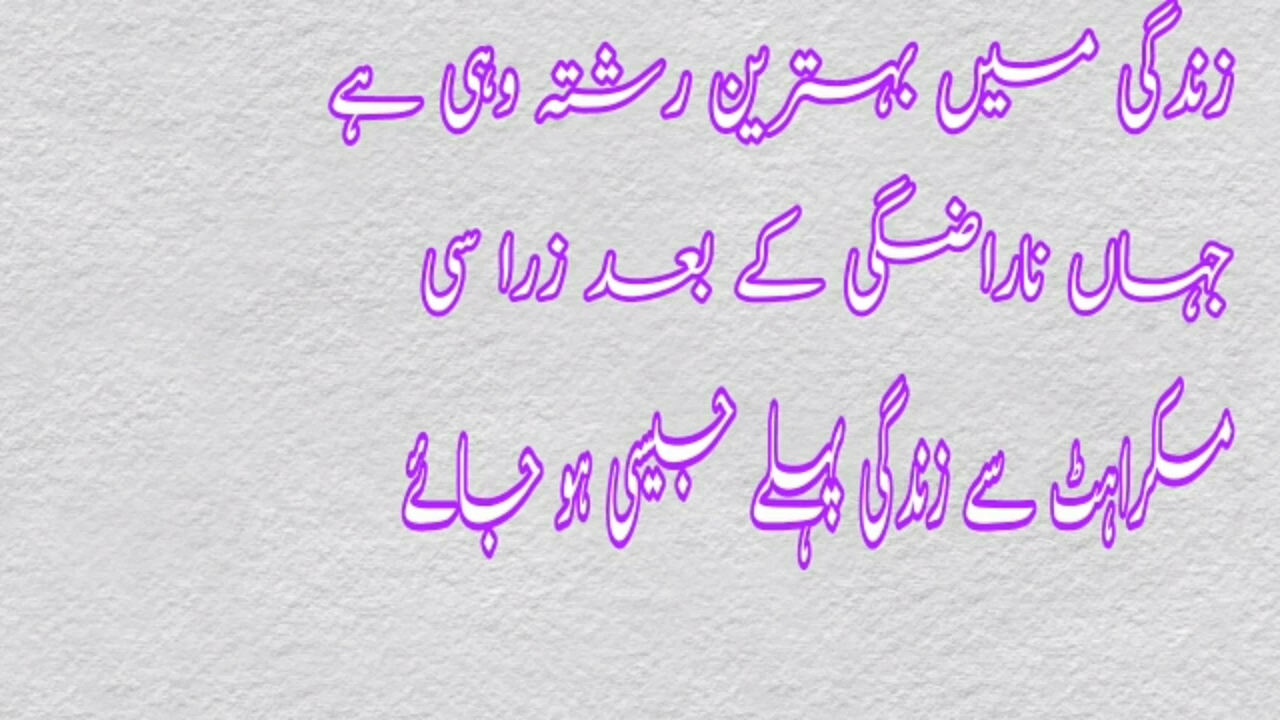 زندگی میں بہترین رشتہ وہی ہے
جہاں ناراضگی کے بعد زرا سی
مسکراہٹ سے زندگی پہلے جیسی ہو جائے